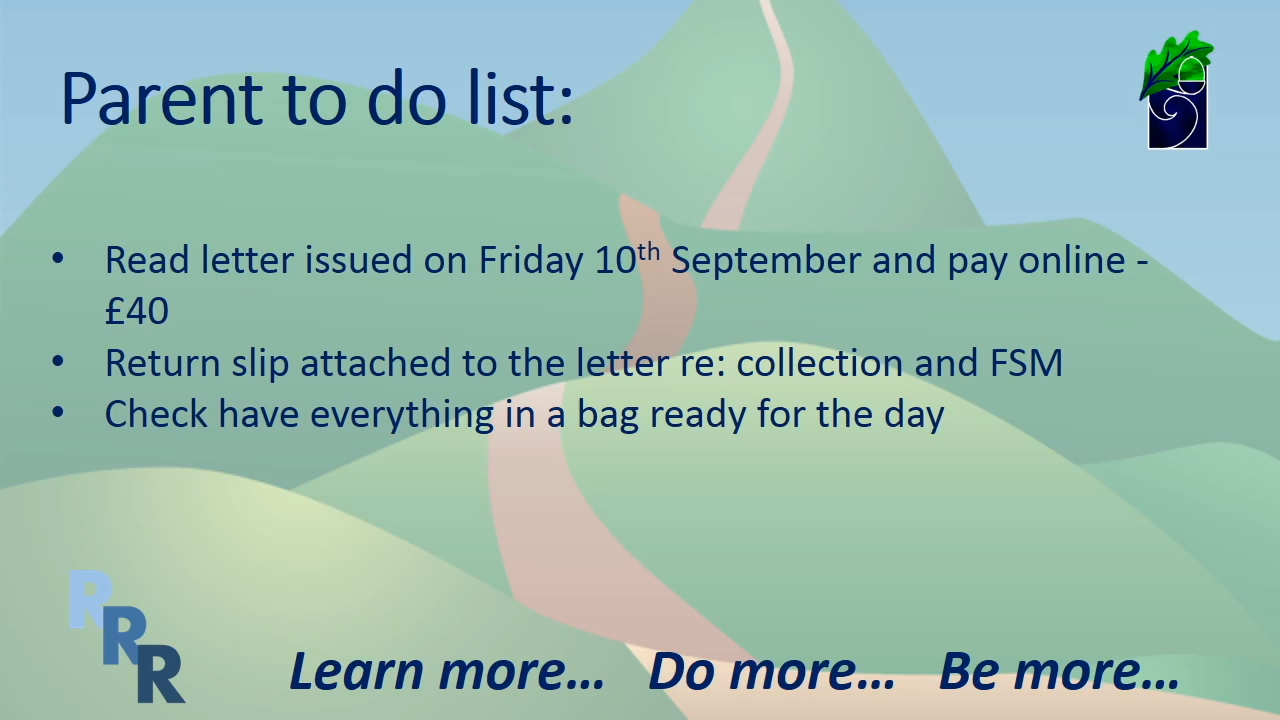 Parent to do list:
• Read letter issued on Friday 10th September and pay online -
£40
• Return slip attached to the letter re: collection and FSM
• Check have everything in a bag ready for the day
R
R
R
Learn more... Do more... Be more...